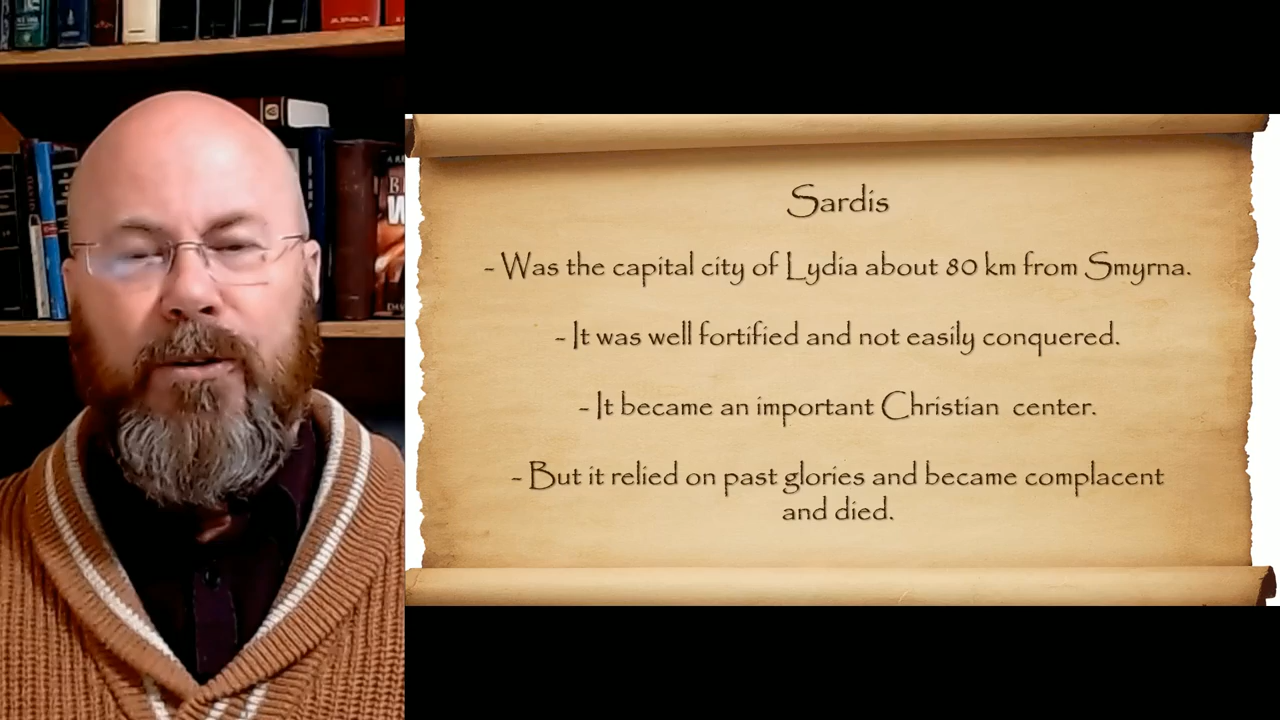 Sardis
- Was the capital city of Lydia about 80 km from Smyrna.
- It was well fortified and not easily conquered.
- It became an important Christian center.
- But it relied on past glories and became complacent
and died.